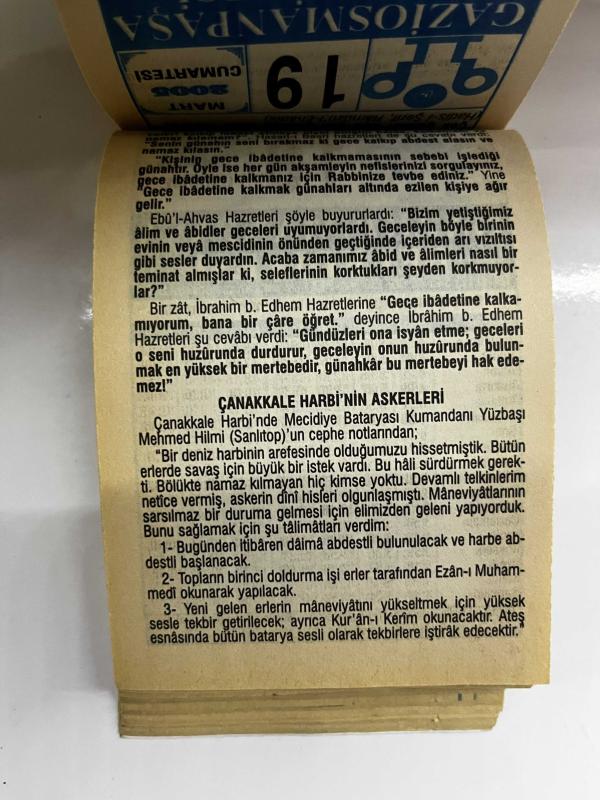 GAZİOSMANPAŞA
MART
2005
CUMARTESİ
19
namaz kılamam?". Hasan-ı Basri hazretleri de şu cevabı verdi:
"Senin günahın seni bırakmaz ki gece kalkıp abdest alasın ve
namaz kılasın."
"Kişinin gece ibâdetine kalkmamasının sebebi işlediği
günahtır. Öyle ise her gün akşamleyin nefislerinizi sorgulayınız,
gece ibâdetine kalkmanız için Rabbinize tevbe ediniz." Yine
"Gece ibâdetine kalkmak günahları altında ezilen kişiye ağır
gelir."
Ebû'l-Ahvas Hazretleri şöyle buyururlardı: "Bizim yetiştiğimiz
âlim ve âbidler geceleri uyumuyorlardı. Geceleyin böyle birinin
evinin veyâ mescidinin önünden geçtiğinde içeriden arı vızıltısı
gibi sesler duyardın. Acaba zamanımız âbid ve âlimleri nasıl bir
teminat almışlar ki, seleflerinin korktukları şeyden korkmuyor-
lar?"
Bir zât, İbrahim b. Edhem Hazretlerine "Geçe ibâdetine kalka-
mıyorum, bana bir çâre öğret." deyince İbrâhim b. Edhem
Hazretleri şu cevâbı verdi: "Gündüzleri ona isyân etme; geceleri
o seni huzûrunda durdurur, geceleyin onun huzûrunda bulun-
mak en yüksek bir mertebedir, günahkâr bu mertebeyi hak ede-
mez!"
ÇANAKKALE HARBİ'NİN ASKERLERİ
Çanakkale Harbi'nde Mecidiye Bataryası Kumandanı Yüzbaşı
Mehmed Hilmi (Sanlıtop)'un cephe notlarından;
"Bir deniz harbinin arefesinde olduğumuzu hissetmiştik. Bütün
erlerde savaş için büyük bir istek vardı. Bu hâli sürdürmek gerek-
ti. Bölükte namaz kılmayan hiç kimse yoktu. Devamlı telkinlerim
netîce vermiş, askerin dînî hisleri olgunlaşmıştı. Mâneviyâtlarının
sarsılmaz bir duruma gelmesi için elimizden geleni yapıyorduk.
Bunu sağlamak için şu tâlimâtları verdim:
1- Bugünden itibâren dâimâ abdestli bulunulacak ve harbe ab-
destli başlanacak.
2- Topların birinci doldurma işi erler tarafından Ezân-ı Muham-
medî okunarak yapılacak.
3- Yeni gelen erlerin mâneviyâtını yükseltmek için yüksek
sesle tekbir getirilecek; ayrıca Kur'ân-ı Kerîm okunacaktır. Ateş
esnâsında bütün batarya sesli olarak tekbirlere iştirâk edecektir."